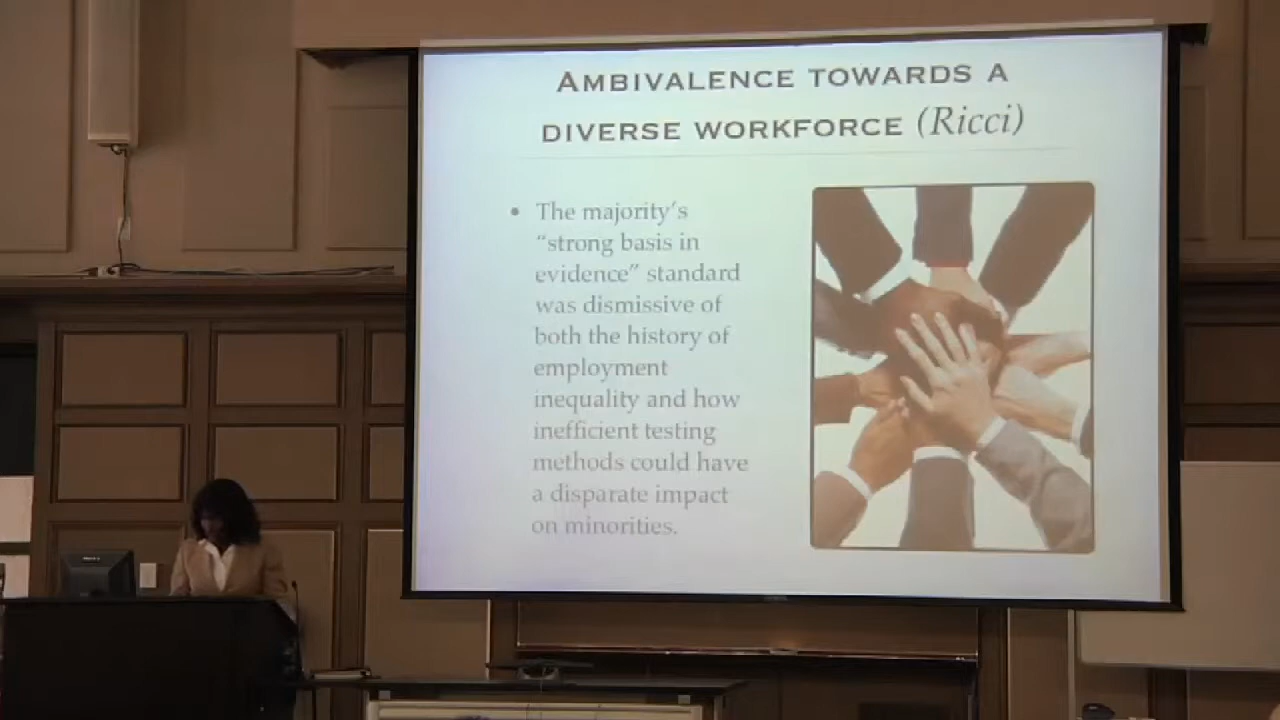 AMBIVALENCE TOWARDS A
DIVERSE WORKFORCE (Ricci)
• The majority's
"strong basis in
evidence" standard
was dismissive of
both the history of
employment
inequality and how
inefficient testing
methods could have
a disparate impact
on minorities.